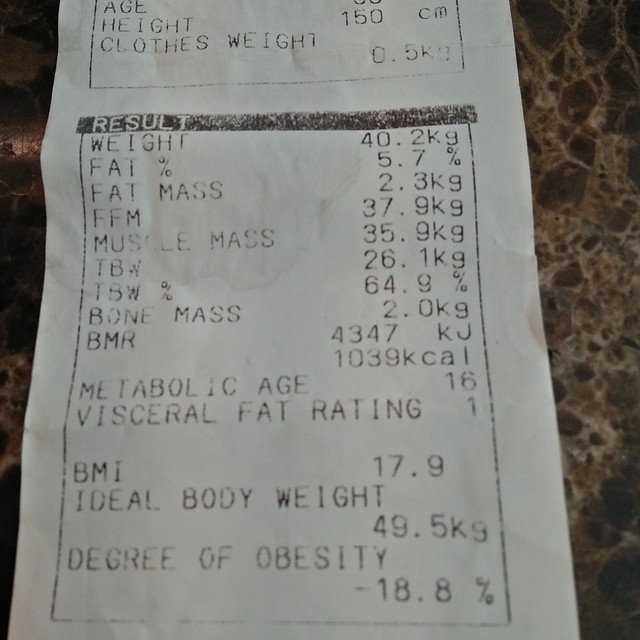 AGE
HEIGHT 150 cm
CLOTHES WEIGHT
0.5kg
RESULT
WEIGHT 40.2kg
FAT % 5.7 %
FAT MASS 2.3kg
FFM 37.9kg
MUSCLE MASS 35.9kg
TBW 26.1kg
TBW % 64.9 %
BONE MASS 2.0kg
BMR 4347 kJ
1039kcal
METABOLIC AGE 16
VISCERAL FAT RATING 1
BMI 17.9
IDEAL BODY WEIGHT
49.5kg
DEGREE OF OBESITY
-18.8 %